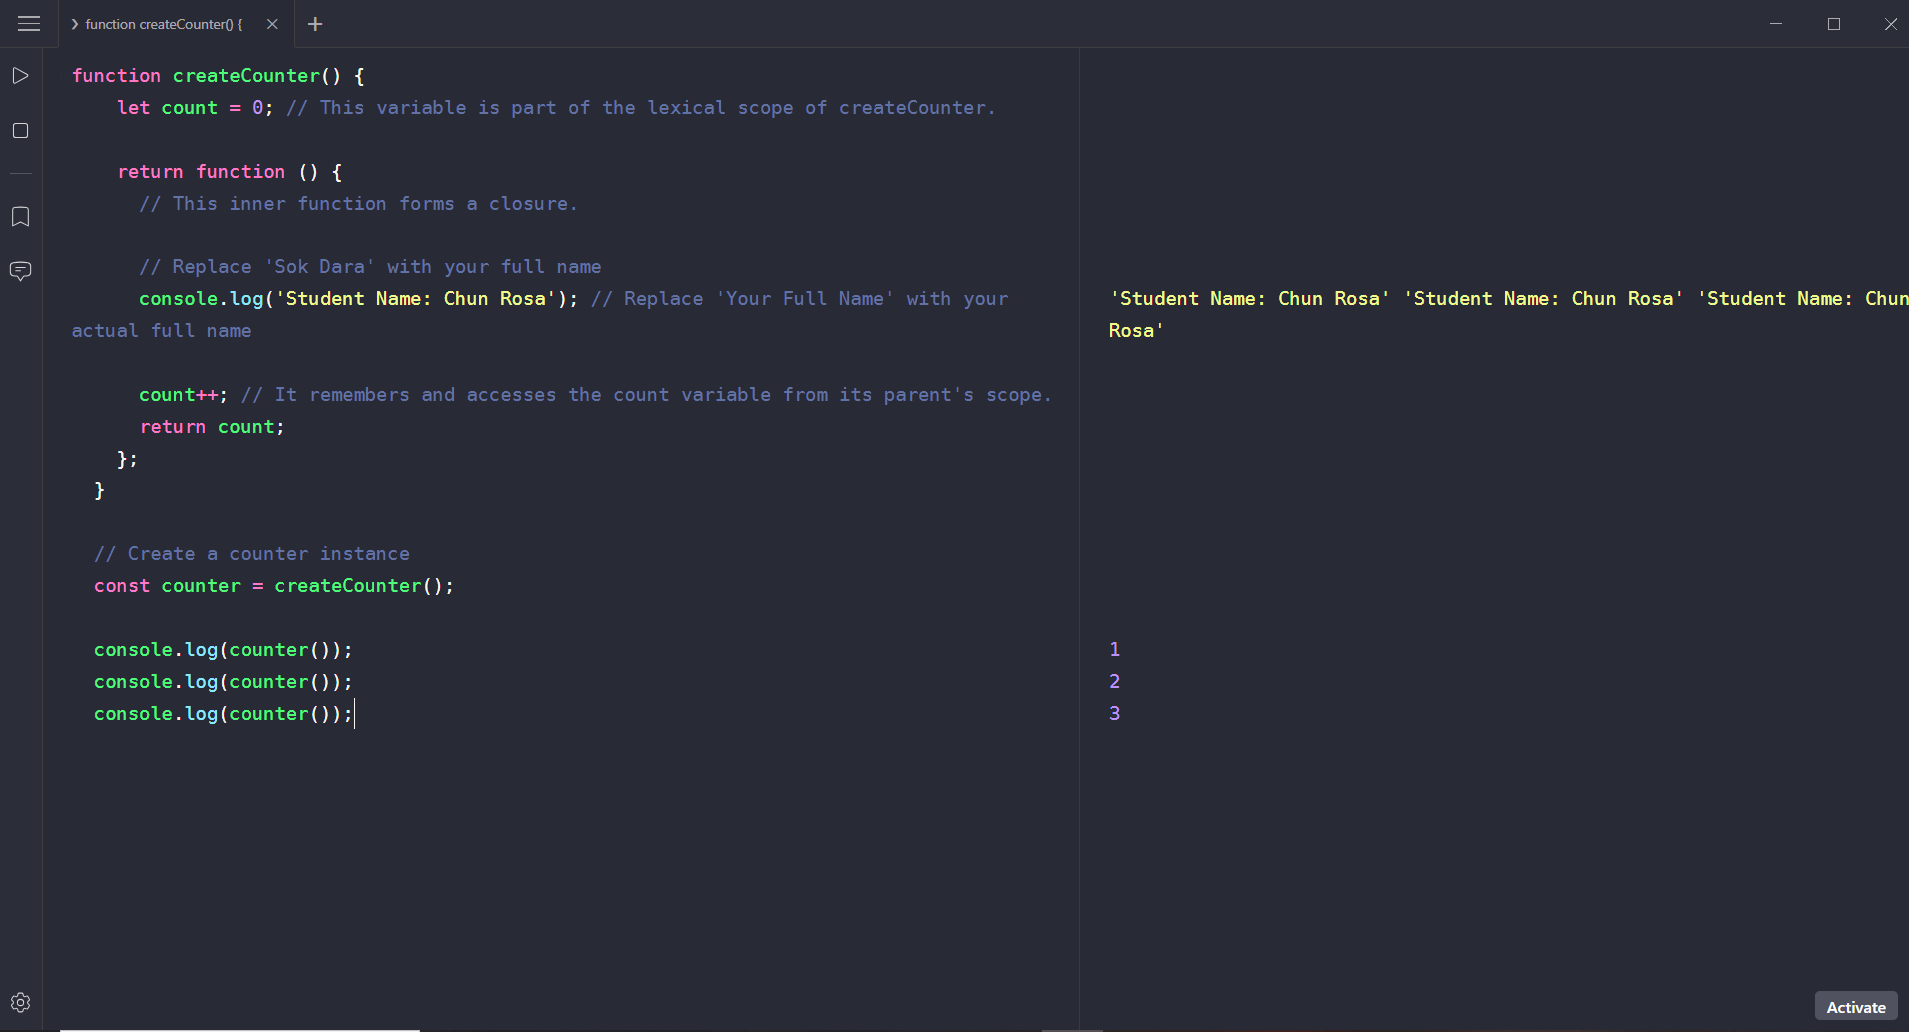 function createCounter() {
function createCounter() {
let count = 0; // This variable is part of the lexical scope of createCounter.
return function () {
// This inner function forms a closure.
// Replace 'Sok Dara' with your full name
console.log('Student Name: Chun Rosa'); // Replace 'Your Full Name' with your
actual full name
'Student Name: Chun Rosa' 'Student Name: Chun Rosa' 'Student Name: Chun
Rosa'
count++; // It remembers and accesses the count variable from its parent's scope.
return count;
};
}
// Create a counter instance
const counter = createCounter();
console.log(counter());
1
console.log(counter());
2
console.log(counter());
3
Activate